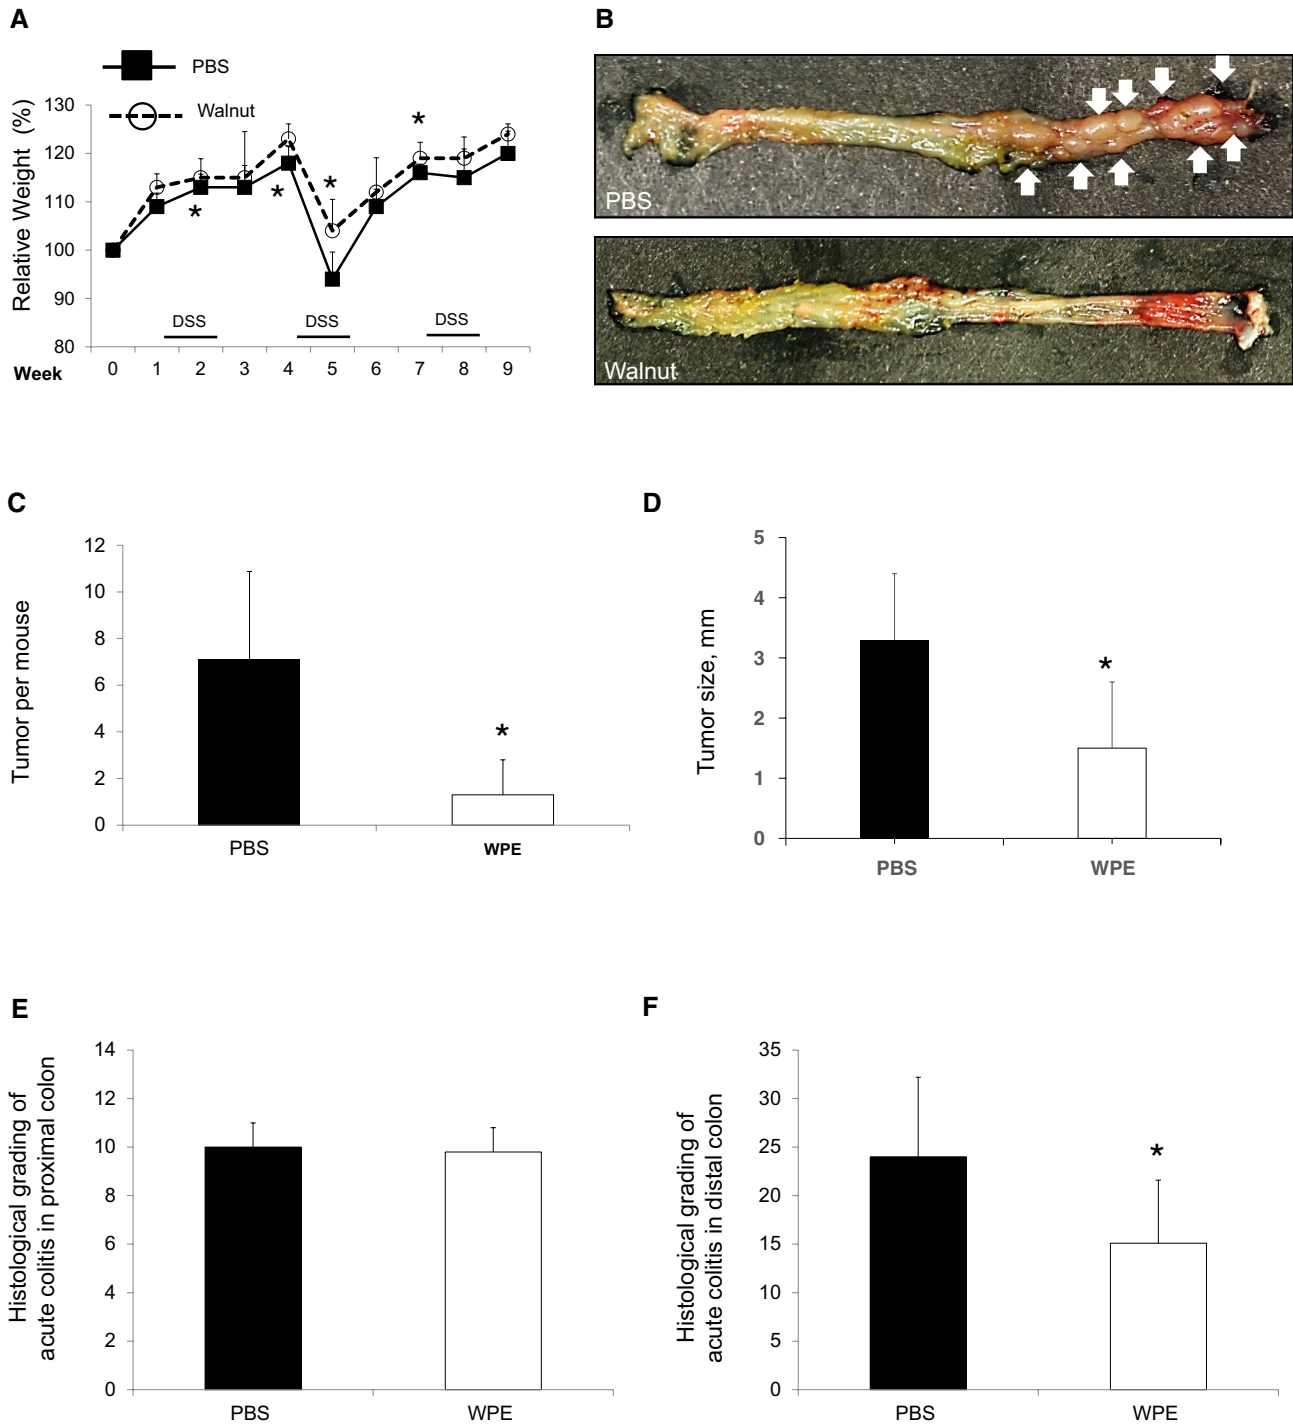 A
PBS
Walnut
Relative Weight (%)
130
120
110
100
90
80
*
*
*
*
DSS
DSS
DSS
Week
0 1 2 3 4 5 6 7 8 9
B
PBS
Walnut
C
Tumor per mouse
12
10
8
6
4
2
0
*
PBS
WPE
D
Tumor size, mm
5
4
3
2
1
0
*
PBS
WPE
E
Histological grading of
acute colitis in proximal colon
14
12
10
8
6
4
2
0
PBS
WPE
F
Histological grading of
acute colitis in distal colon
35
30
25
20
15
10
5
0
*
PBS
WPE